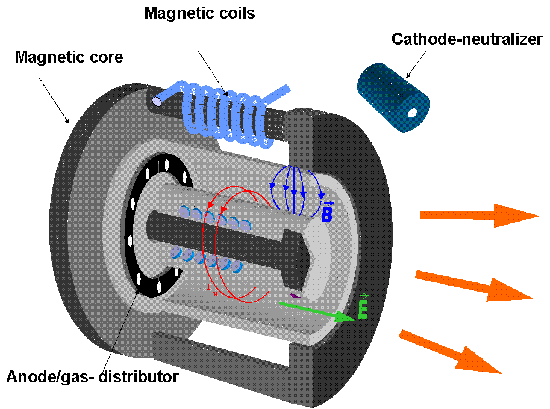 Magnetic coils
Cathode-neutralizer
Magnetic core
B
E
Anode/gas- distributor